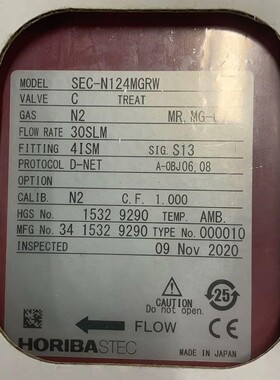 MODEL SEC-N124MGRW
VALVE C TREAT
GAS N2 MR,MG-
FLOW RATE 30SLM
FITTING 4ISM SIG. S13
PROTOCOL D-NET A-OBJ06,08
OPTION
CALIB. N2 C.F. 1.000
HGS No. 1532 9290 TEMP. AMB.
MFG No. 34 1532 9290 TYPE No. 000010
INSPECTED 09 Nov 2020
25
CAUTION
Do not open.
FLOW
CE
HORIBASTEC
MADE IN JAPAN